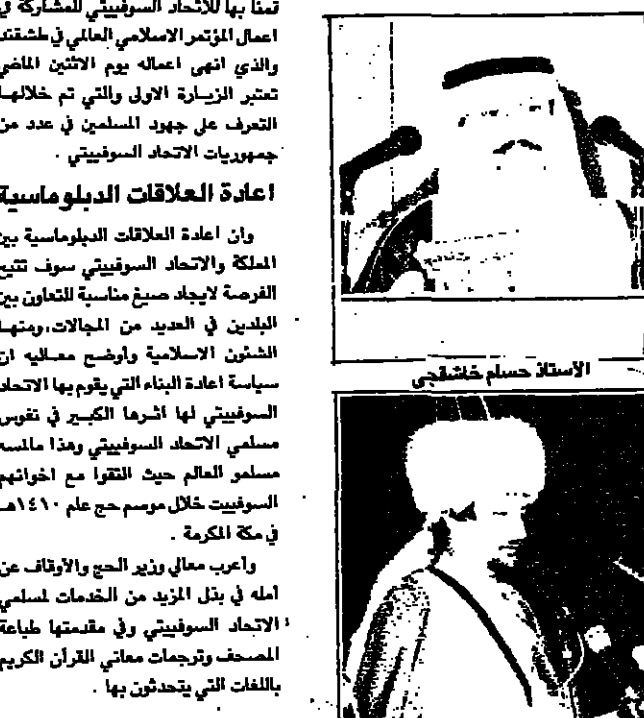 قمنا بها للاتحاد السوفييتي للمشاركة في
اعمال المؤتمر الاسلامي العالمي في طشقند
والذي انهى اعماله يوم الاثنين الماضي
تعتبر الزيارة الاولى والتي تم خلالها
التعرف على جهود المسلمين في عدد من
جمهوريات الاتحاد السوفييتي .
اعادة العلاقات الدبلوماسية
وان اعادة العلاقات الدبلوماسية بين
المملكة والاتحاد السوفييتي سوف تتيح
الفرصة لايجاد صيغ مناسبة للتعاون بين
البلدين في العديد من المجالات، ومنها
الشئون الاسلامية وأوضح معاليه ان
سياسة اعادة البناء التي يقوم بها الاتحاد
السوفييتي لها اثرها الكبير في نفوس
مسلمي الاتحاد السوفييتي وهذا مالمسه
مسلمو العالم حيث التقوا مع اخوانهم
السوفييت خلال موسم حج عام ١٤١٠هـ
في مكة المكرمة .
وأعرب معالي وزير الحج والأوقاف عن
أمله في بذل المزيد من الخدمات لمسلمي
الاتحاد السوفييتي وفي مقدمتها طباعة
المصحف وترجمات معاني القرآن الكريم
باللغات التي يتحدثون بها .
الأستاذ حسام خاشقجي